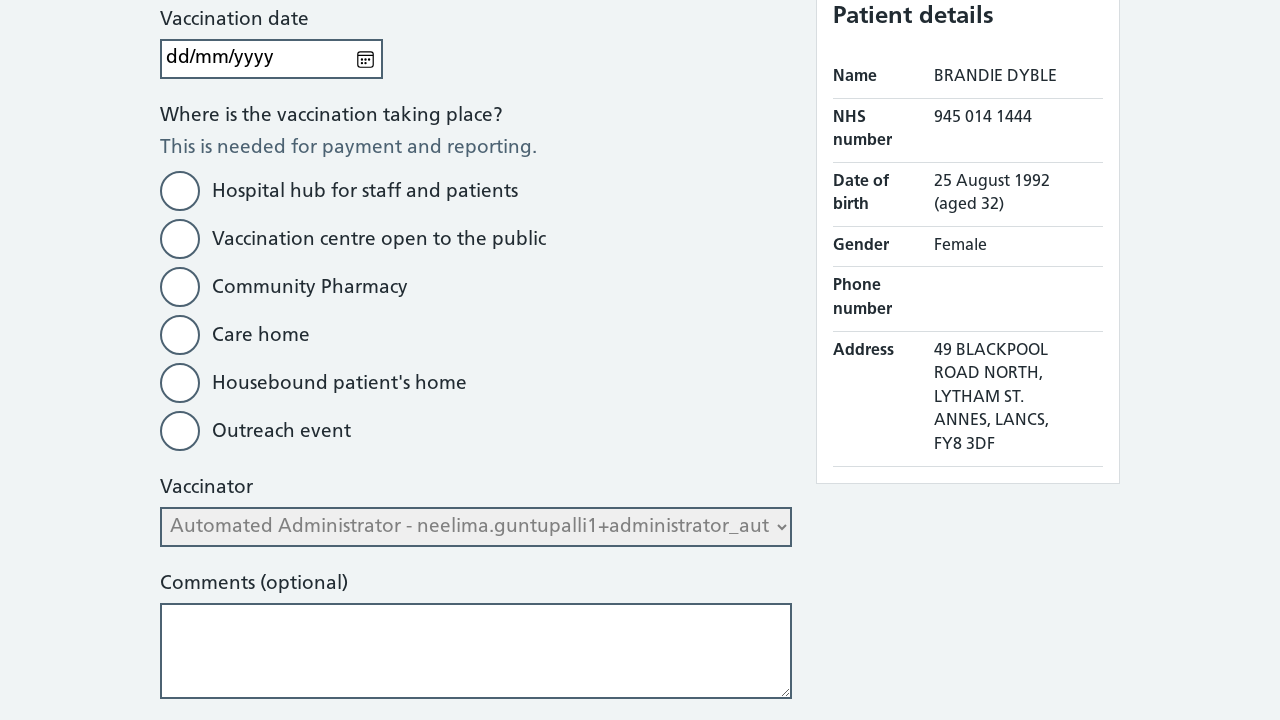 Vaccination date
dd/mm/yyyy
Where is the vaccination taking place?
This is needed for payment and reporting.
Hospital hub for staff and patients
Vaccination centre open to the public
Community Pharmacy
Care home
Housebound patient's home
Outreach event
Vaccinator
Automated Administrator - neelima.guntupalli1+administrator_aut
Comments (optional)
Patient details
Name BRANDIE DYBLE
NHS number 945 014 1444
Date of birth 25 August 1992 (aged 32)
Gender Female
Phone number
Address 49 BLACKPOOL
ROAD NORTH,
LYTHAM ST.
ANNES, LANCS,
FY8 3DF